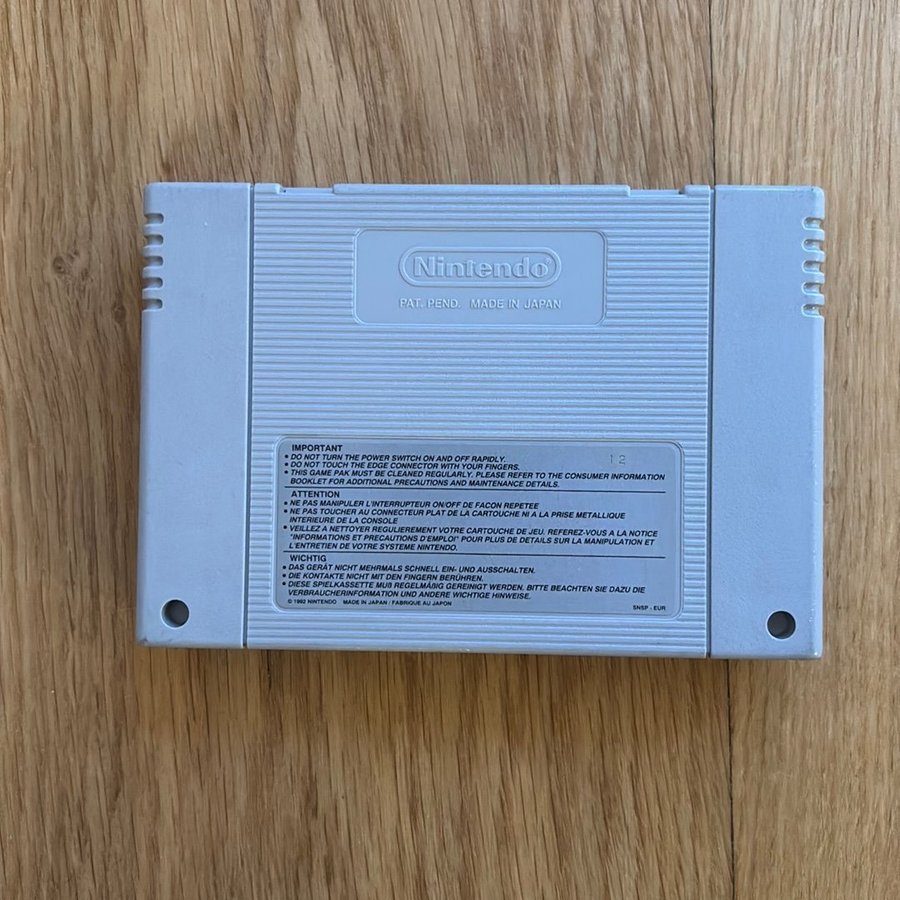 Nintendo®
PAT. PEND. MADE IN JAPAN
12
IMPORTANT
• DO NOT TURN THE POWER SWITCH ON AND OFF RAPIDLY.
• DO NOT TOUCH THE EDGE CONNECTOR WITH YOUR FINGERS.
• THIS GAME PAK MUST BE CLEANED REGULARLY. PLEASE REFER TO THE CONSUMER INFORMATION
BOOKLET FOR ADDITIONAL PRECAUTIONS AND MAINTENANCE DETAILS.
ATTENTION
• NE PAS MANIPULER L'INTERRUPTEUR ON/OFF DE FACON REPETEE
• NE PAS TOUCHER AU CONNECTEUR PLAT DE LA CARTOUCHE NI A LA PRISE METALLIQUE
INTERIEURE DE LA CONSOLE
• VEILLEZ A NETTOYER REGULIEREMENT VOTRE CARTOUCHE DE JEU. REFEREZ-VOUS A LA NOTICE
"INFORMATIONS ET PRECAUTIONS D'EMPLOI" POUR PLUS DE DETAILS SUR LA MANIPULATION ET
L'ENTRETIEN DE VOTRE SYSTEME NINTENDO.
WICHTIG
• DAS GERÄT NICHT MEHRMALS SCHNELL EIN- UND AUSSCHALTEN.
• DIE KONTAKTE NICHT MIT DEN FINGERN BERÜHREN.
• DIESE SPIELKASSETTE MUß REGELMÄßIG GEREINIGT WERDEN. BITTE BEACHTEN SIE DAZU DIE
VERBRAUCHERINFORMATION UND ANDERE WICHTIGE HINWEISE.
© 1992 NINTENDO MADE IN JAPAN / FABRIQUE AU JAPON SNSP - EUR